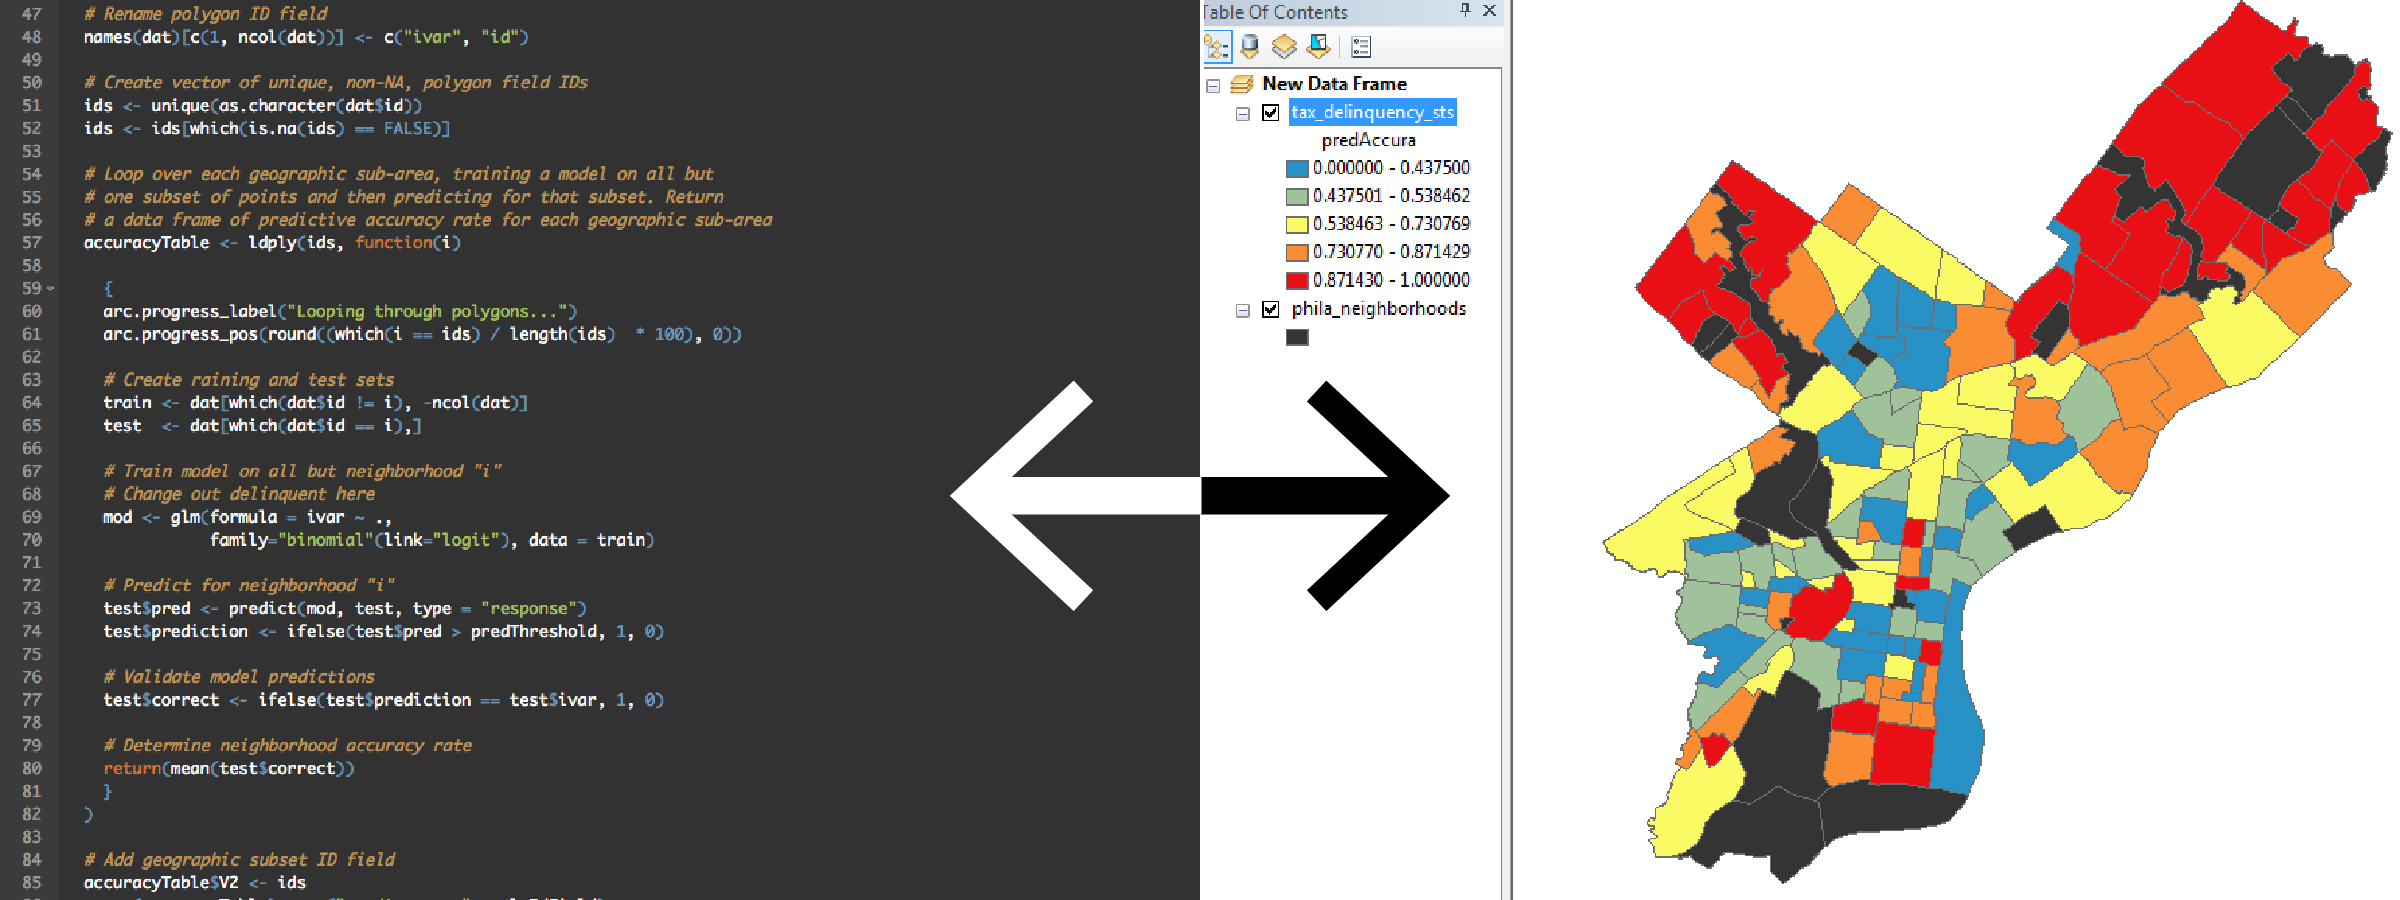 47 # Rename polygon ID field
48 names(dat)[c(1, ncol(dat))] <- c("ivar", "id")
49
50 # Create vector of unique, non-NA, polygon field IDs
51 ids <- unique(as.character(dat$id))
52 ids <- ids[which(is.na(ids) == FALSE)]
53
54 # Loop over each geographic sub-area, training a model on all but
55 # one subset of points and then predicting for that subset. Return
56 # a data frame of predictive accuracy rate for each geographic sub-area
57 accuracyTable <- ldply(ids, function(i)
58
59 {
60 arc.progress_label("Looping through polygons...")
61 arc.progress_pos(round((which(i == ids) / length(ids) * 100), 0))
62
63 # Create raining and test sets
64 train <- dat[which(dat$id != i), -ncol(dat)]
65 test <- dat[which(dat$id == i),]
66
67 # Train model on all but neighborhood "i"
68 # Change out delinquent here
69 mod <- glm(formula = ivar ~ .,
70 family="binomial"(link="logit"), data = train)
71
72 # Predict for neighborhood "i"
73 test$pred <- predict(mod, test, type = "response")
74 test$prediction <- ifelse(test$pred > predThreshold, 1, 0)
75
76 # Validate model predictions
77 test$correct <- ifelse(test$prediction == test$ivar, 1, 0)
78
79 # Determine neighborhood accuracy rate
80 return(mean(test$correct))
81 }
82 )
83
84 # Add geographic subset ID field
85 accuracyTable$V2 <- ids
Table Of Contents
New Data Frame
tax_delinquency_sts
predAccura
0.000000 - 0.437500
0.437501 - 0.538462
0.538463 - 0.730769
0.730770 - 0.871429
0.871430 - 1.000000
phila_neighborhoods